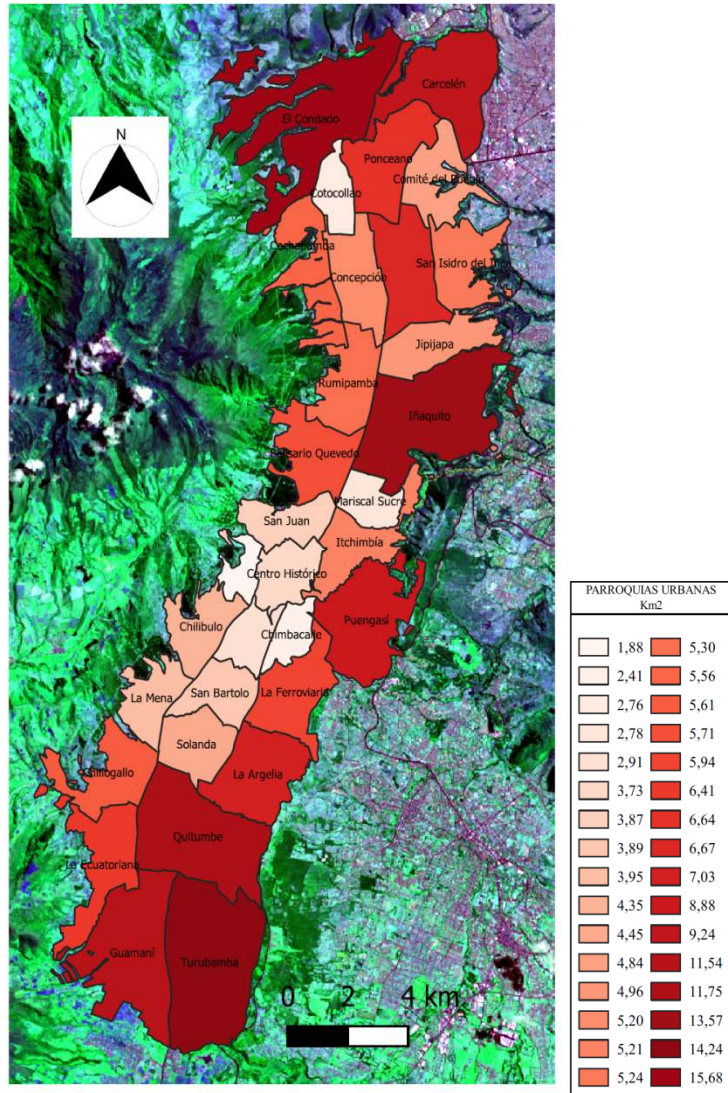 N
Carcelén
El Condado
Ponceano
Comité del Pueblo
Cotocollao
Cochapamba
Concepción
San Isidro del Inca
Jipijapa
Rumipamba
Iñaquito
Belisario Quevedo
Mariscal Sucre
San Juan
Itchimbía
Centro Histórico
Puengasí
Chilibulo
Chimbacalle
La Mena
San Bartolo
La Ferroviaria
Solanda
Chillogallo
La Argelia
Quitumbe
La Ecuatoriana
Guamaní
Turubamba
0 2 4 km
PARROQUIAS URBANAS
Km2
1,88 5,30
2,41 5,56
2,76 5,61
2,78 5,71
2,91 5,94
3,73 6,41
3,87 6,64
3,89 6,67
3,95 7,03
4,35 8,88
4,45 9,24
4,84 11,54
4,96 11,75
5,20 13,57
5,21 14,24
5,24 15,68